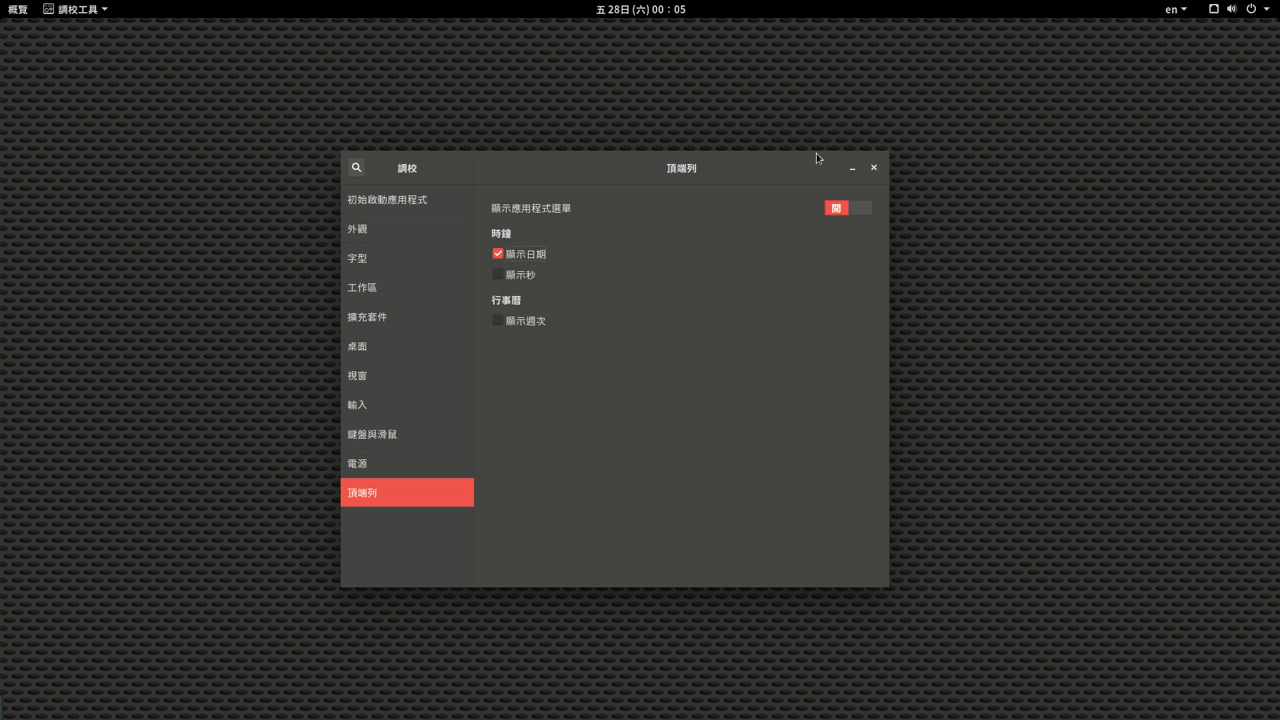 概覽 調校工具 五 28日 (六) 00：05 en
調校 頂端列
初始啟動應用程式
外觀
字型
工作區
擴充套件
桌面
視窗
輸入
鍵盤與滑鼠
電源
頂端列
顯示應用程式選單 開
時鐘
顯示日期
顯示秒
行事曆
顯示週次